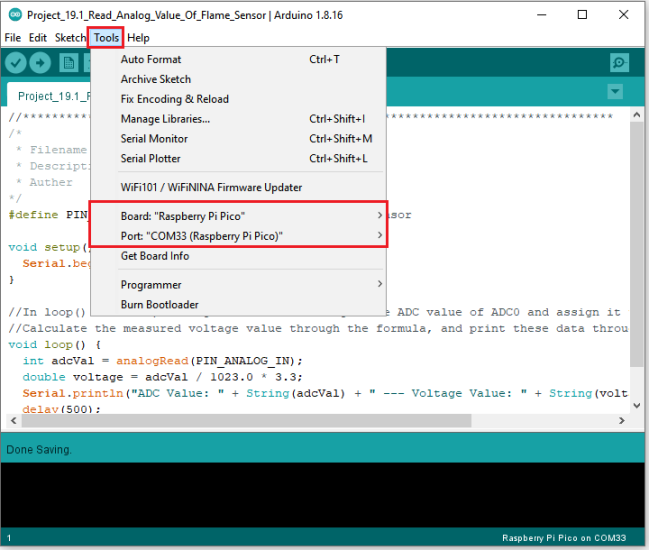 Project_19.1_Read_Analog_Value_Of_Flame_Sensor | Arduino 1.8.16
File Edit Sketch Tools Help
Auto Format Ctrl+T
Archive Sketch
Project_19.1_F
Fix Encoding & Reload
//***********
****************************************
Manage Libraries... Ctrl+Shift+I
/*
Serial Monitor Ctrl+Shift+M
* Filename
Serial Plotter Ctrl+Shift+L
* Descripti
* Auther
WiFi101 / WiFiNINA Firmware Updater
*/
#define PIN_
Board: "Raspberry Pi Pico"
Port: "COM33 (Raspberry Pi Pico)"
void setup(
Get Board Info
Serial.beg
}
Programmer
Burn Bootloader
//In loop() ADC value of ADC0 and assign it
//Calculate the measured voltage value through the formula, and print these data throu
void loop() {
int adcVal = analogRead(PIN_ANALOG_IN);
double voltage = adcVal / 1023.0 * 3.3;
Serial.println("ADC Value: " + String(adcVal) + " --- Voltage Value: " + String(volt
delay(500);
Done Saving.
1 Raspberry Pi Pico on COM33